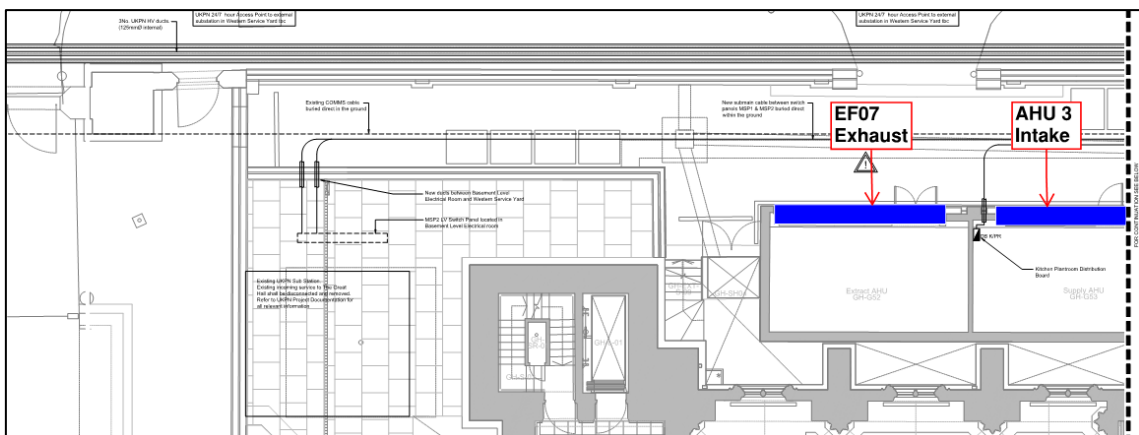 UKPN 24/7 hour Access Point to external
substation in Western Service Yard tbc
UKPN 24/7 hour Access Point to external
substation in Western Service Yard tbc
3No. UKPN HV ducts
(125mmØ internal)
Existing COMMS cable
buried direct in the ground
New submain cable between switch
panels MSP1 & MSP2 buried direct
within the ground
EF07
Exhaust
AHU 3
Intake
FOR CONTINUATION SEE BELOW
New ducts between Basement Level
Electrical Room and Western Service Yard
MSP2 LV Switch Panel located in
Basement Level Electrical room
DB K/PR
Kitchen Plantroom Distribution
Board
Existing UKPN Sub Station
Existing incoming service to The Great
Hall shall be disconnected and removed.
Refer to UKPN Project Documentation for
all relevant information
Extract AHU
GH-G52
Supply AHU
GH-G53
GH-SH09